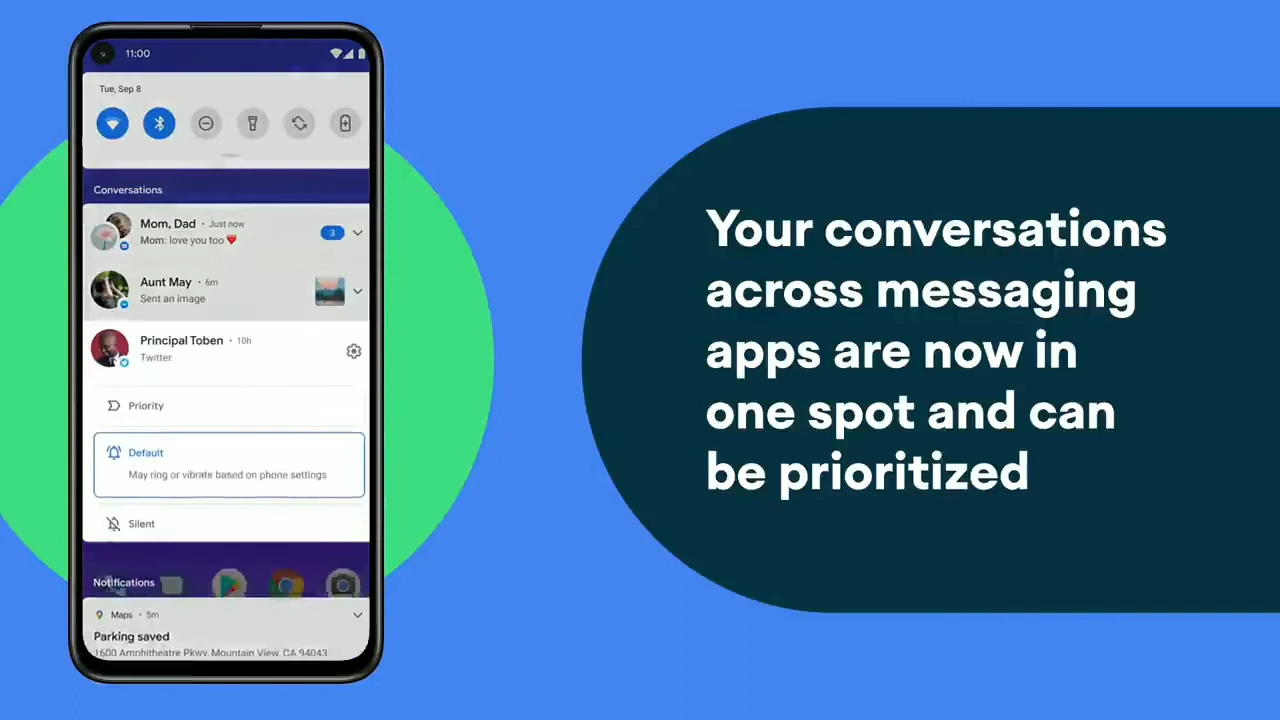 11:00
Tue, Sep 8
Conversations
Mom, Dad • Just now
Mom: love you too ❤️
3
Aunt May • 6m
Sent an image
Principal Toben • 10h
Twitter
Priority
Default
May ring or vibrate based on phone settings
Silent
Notifications
Maps • 5m
Parking saved
1600 Amphitheatre Pkwy, Mountain View, CA 94043
Your conversations
across messaging
apps are now in
one spot and can
be prioritized